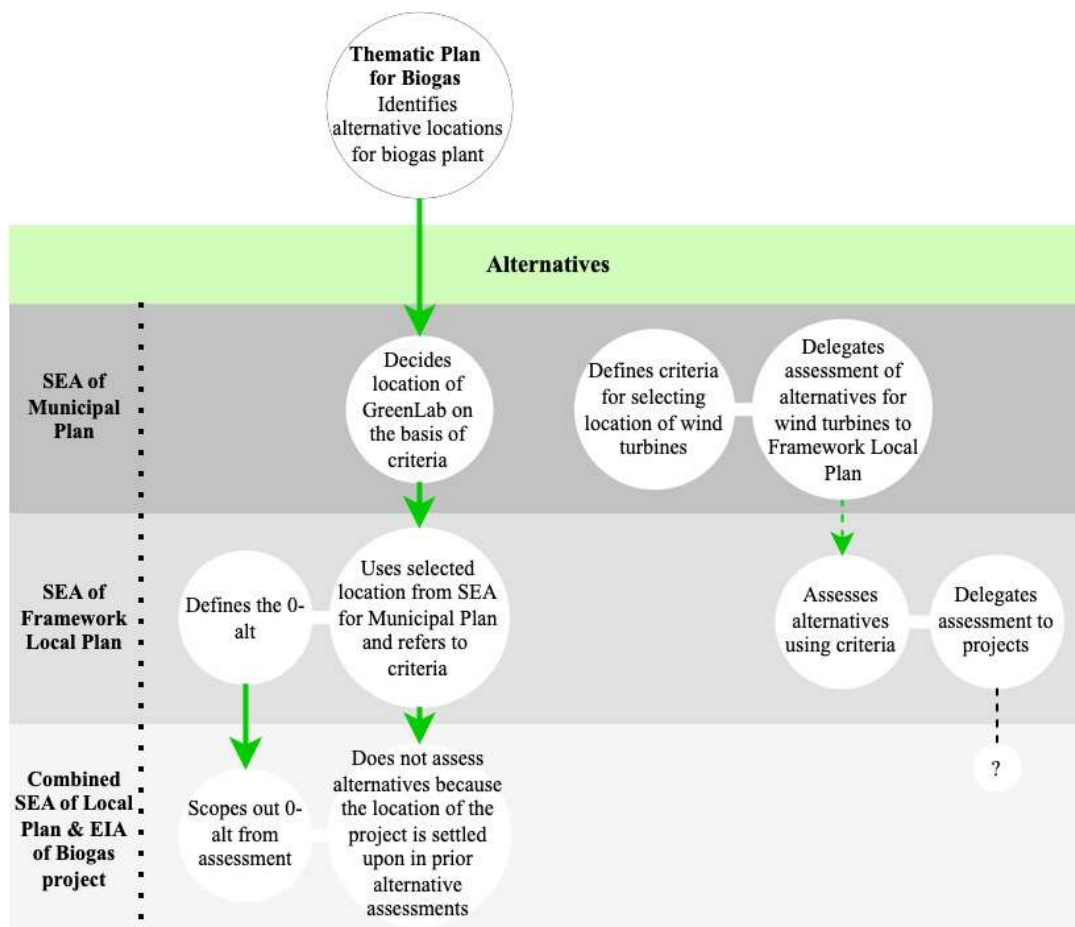 Thematic Plan
for Biogas
Identifies
alternative locations
for biogas plant
Alternatives
SEA of
Municipal
Plan
Decides
location of
GreenLab on
the basis of
criteria
Defines criteria
for selecting
location of wind
turbines
Delegates
assessment of
alternatives for
wind turbines to
Framework Local
Plan
SEA of
Framework
Local Plan
Defines the 0-
alt
Uses selected
location from SEA
for Municipal Plan
and refers to
criteria
Assesses
alternatives
using criteria
Delegates
assessment to
projects
Combined
SEA of Local
Plan & EIA
of Biogas
project
Scopes out 0-
alt from
assessment
Does not assess
alternatives because
the location of the
project is settled
upon in prior
alternative
assessments
?